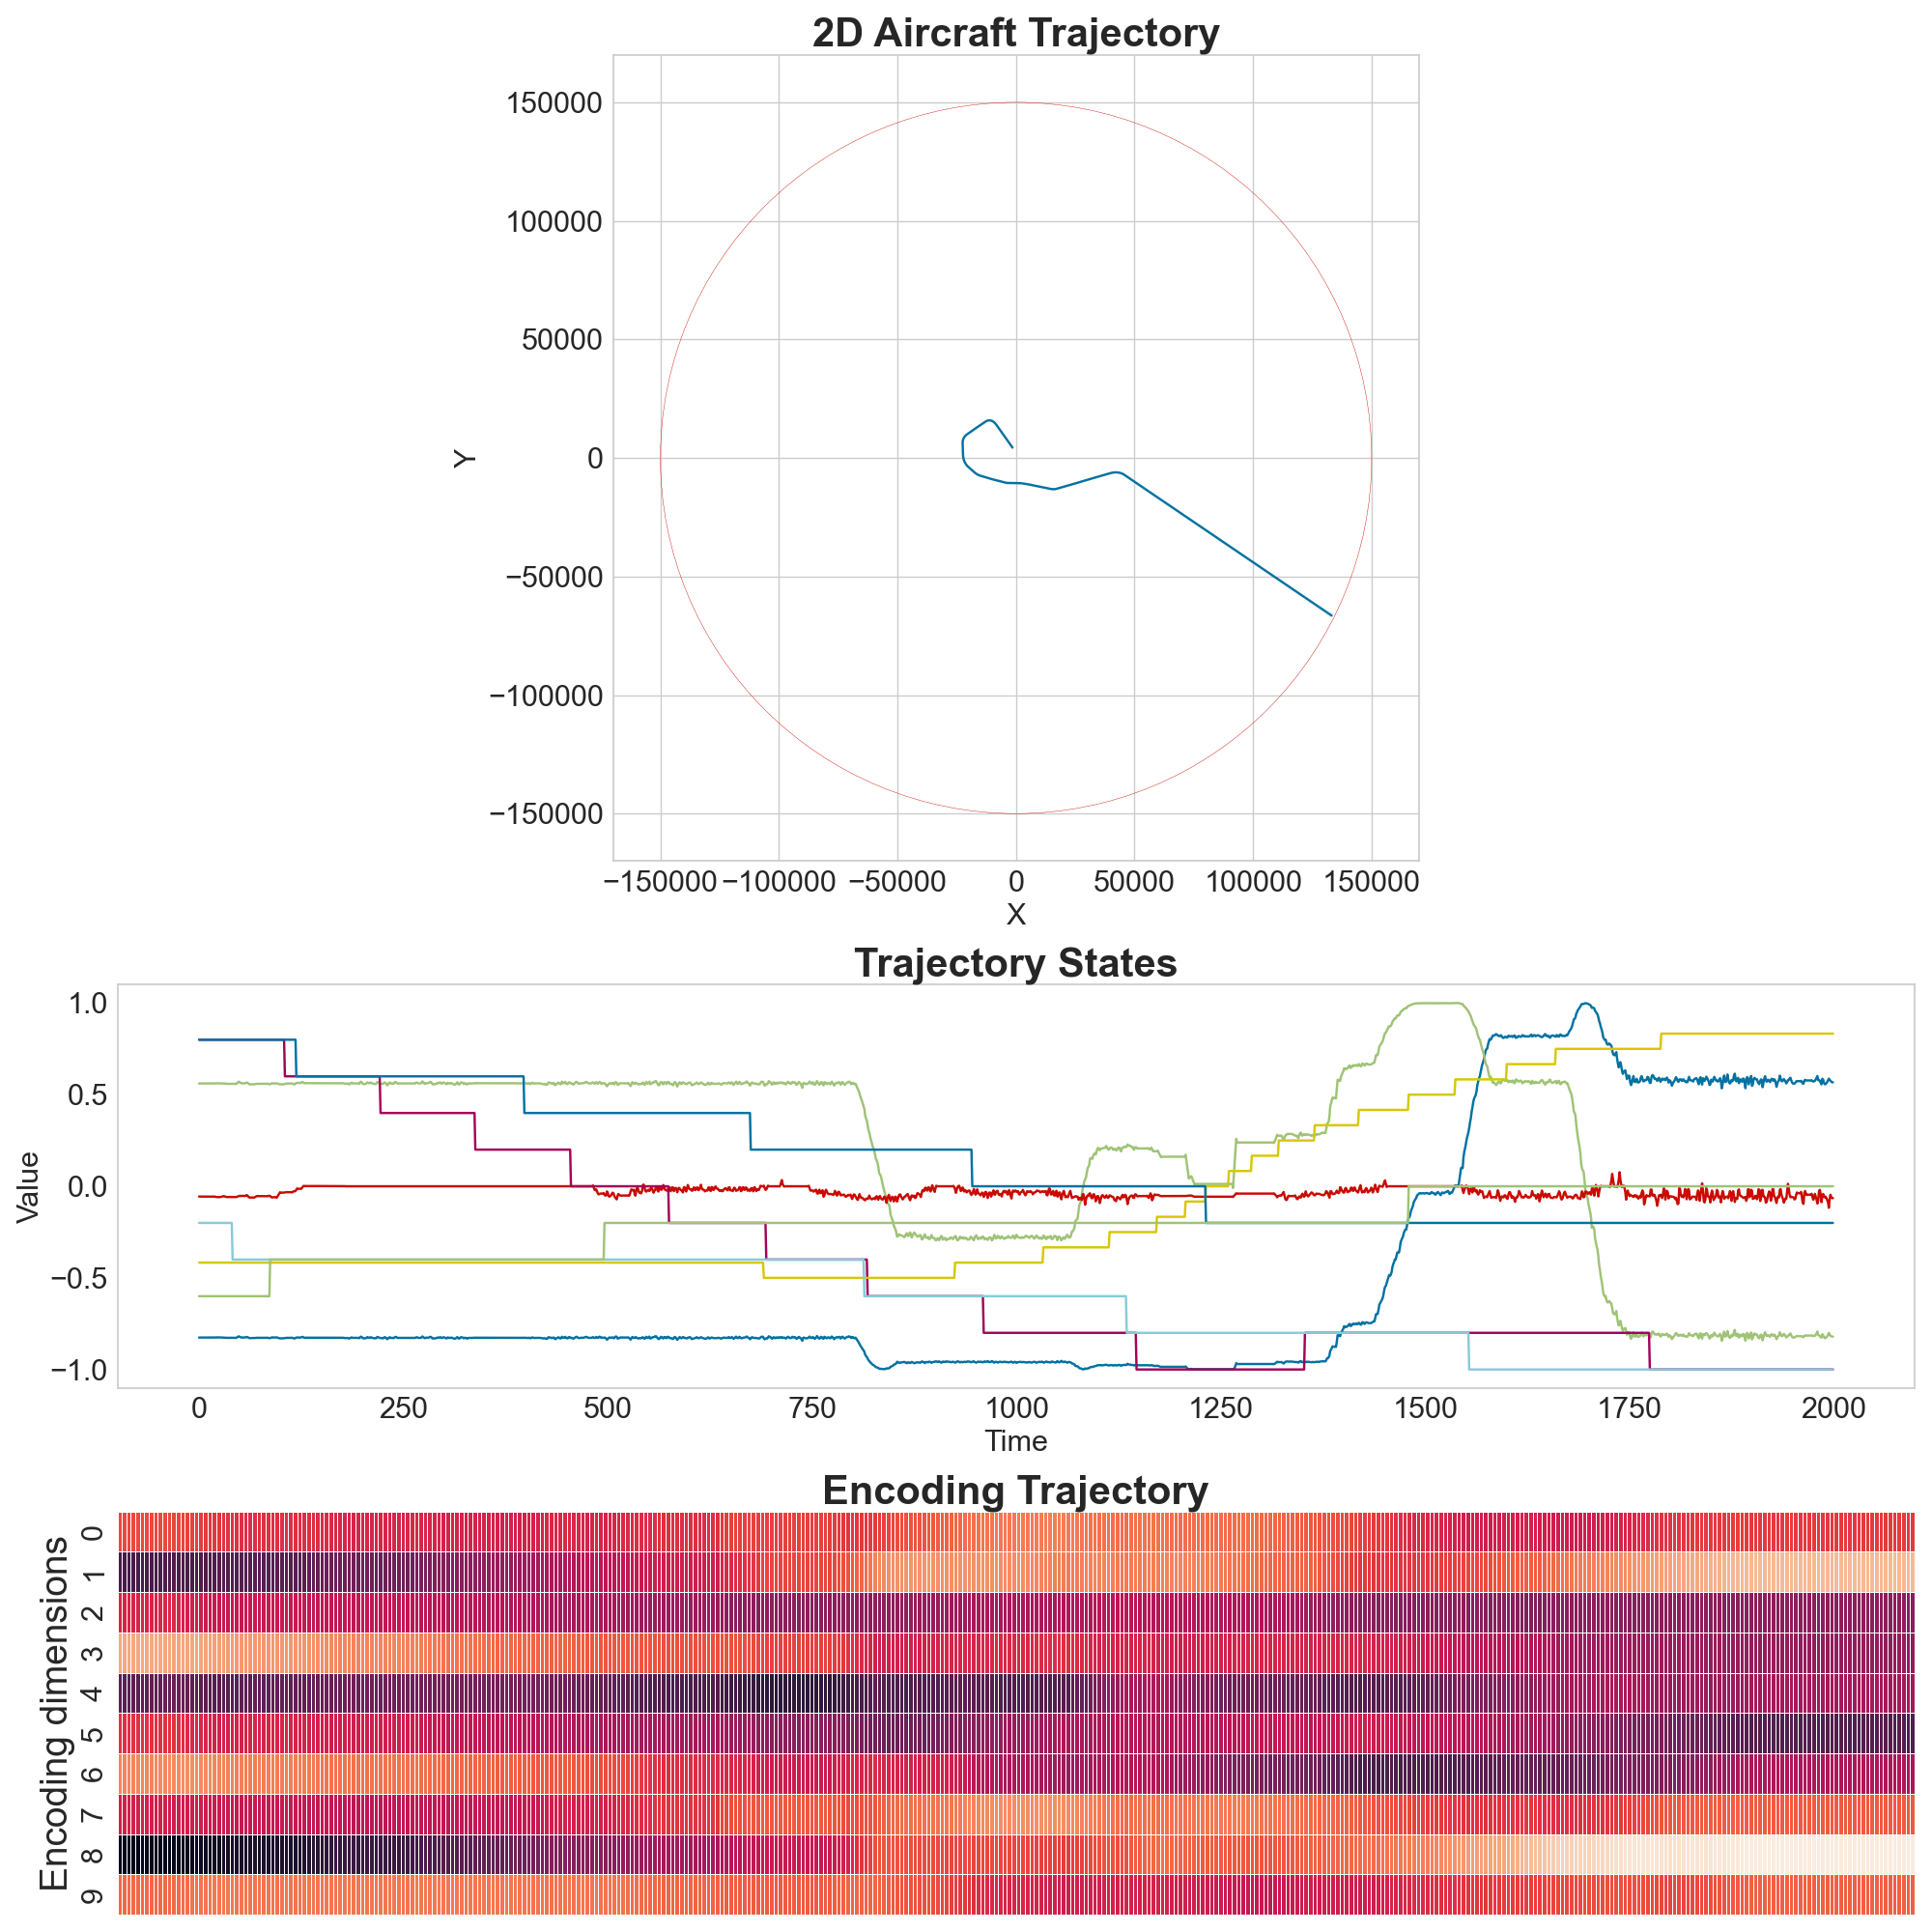 2D Aircraft Trajectory
150000
100000
50000
0
−50000
−100000
−150000
Y
−150000 −100000 −50000 0 50000 100000 150000
X
Trajectory States
1.0
0.5
0.0
−0.5
−1.0
Value
0 250 500 750 1000 1250 1500 1750 2000
Time
Encoding Trajectory
Encoding dimensions
0
1
2
3
4
5
6
7
8
9